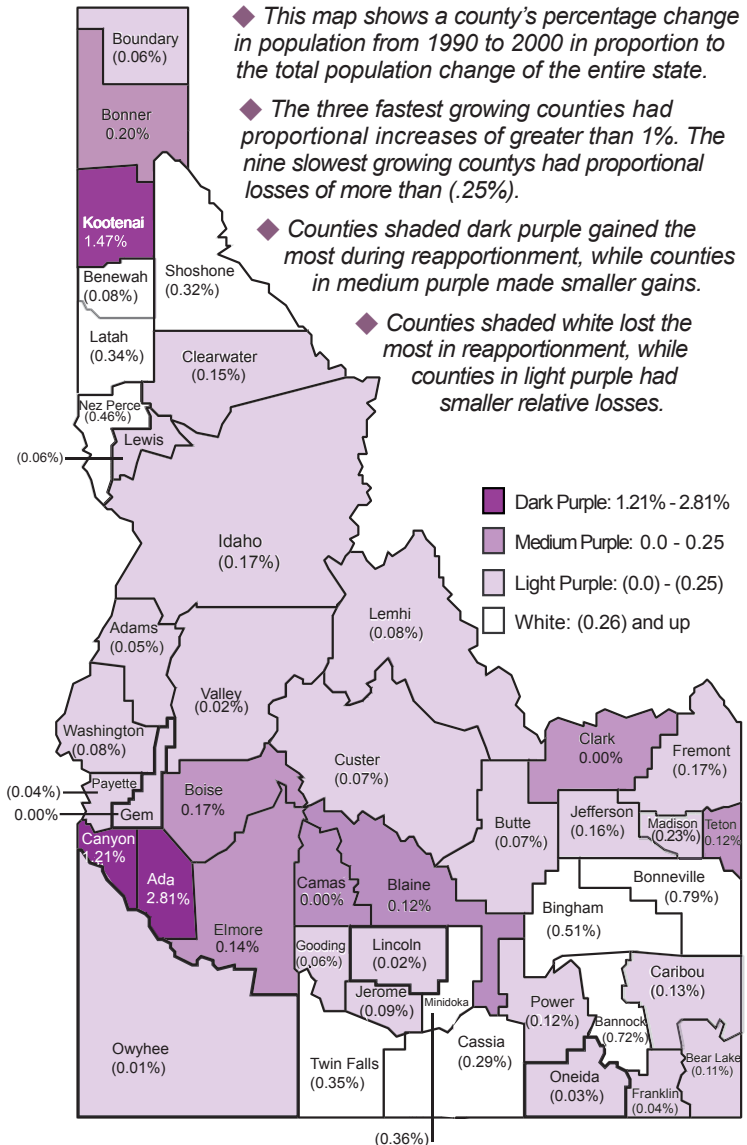 ◆ This map shows a county's percentage change
in population from 1990 to 2000 in proportion to
the total population change of the entire state.
◆ The three fastest growing counties had
proportional increases of greater than 1%. The
nine slowest growing countys had proportional
losses of more than (.25%).
◆ Counties shaded dark purple gained the
most during reapportionment, while counties
in medium purple made smaller gains.
◆ Counties shaded white lost the
most in reapportionment, while
counties in light purple had
smaller relative losses.
Boundary
(0.06%)
Bonner
0.20%
Kootenai
1.47%
Benewah
(0.08%)
Shoshone
(0.32%)
Latah
(0.34%)
Clearwater
(0.15%)
Nez Perce
(0.46%)
Lewis
(0.06%)
Idaho
(0.17%)
Dark Purple: 1.21% - 2.81%
Medium Purple: 0.0 - 0.25
Light Purple: (0.0) - (0.25)
White: (0.26) and up
Lemhi
(0.08%)
Adams
(0.05%)
Valley
(0.02%)
Washington
(0.08%)
Custer
(0.07%)
Clark
0.00%
Fremont
(0.17%)
Payette
(0.04%)
Gem
0.00%
Boise
0.17%
Butte
(0.07%)
Jefferson
(0.16%)
Madison
(0.23%)
Teton
0.12%
Canyon
1.21%
Ada
2.81%
Elmore
0.14%
Camas
0.00%
Blaine
0.12%
Bonneville
(0.79%)
Bingham
(0.51%)
Gooding
(0.06%)
Lincoln
(0.02%)
Jerome
(0.09%)
Minidoka
Power
(0.12%)
Bannock
(0.72%)
Caribou
(0.13%)
Owyhee
(0.01%)
Twin Falls
(0.35%)
Cassia
(0.29%)
Oneida
(0.03%)
Franklin
(0.04%)
Bear Lake
(0.11%)
(0.36%)